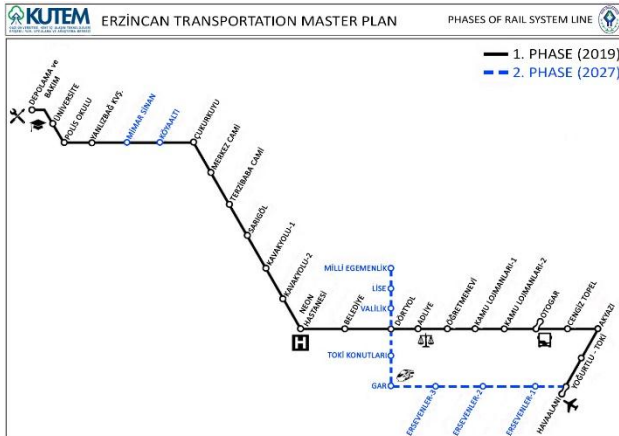 KUTEM
ERZİNCAN TRANSPORTATION MASTER PLAN
PHASES OF RAIL SYSTEM LINE
1. PHASE (2019)
2. PHASE (2027)
DEPOLAMA ve
BAKIM
ÜNİVERSİTE
POLİS OKULU
YANLIZBAĞ KVŞ.
MİMAR SİNAN
KÖYAALTI
ÇUKURKUYU
MERKEZ CAMİ
TERZİBABA CAMİ
SARIGÖL
KAVAKYOLU-1
KAVAKYOLU-2
NEON
HASTANESİ
H
BELEDİYE
MİLLİ EGEMENLİK
LİSE
VALİLİK
DÖRTYOL
ADLİYE
ÖĞRETMENEVİ
KAMU LOJMANLARI-1
KAMU LOJMANLARI-2
OTOGAR
CENGİZ TOPEL
AKYAZI
YOĞURTLU - TOKİ
HAVAALANI
TOKİ KONUTLARI
GAR
ERSEVENLER-3
ERSEVENLER-2
ERSEVENLER-1